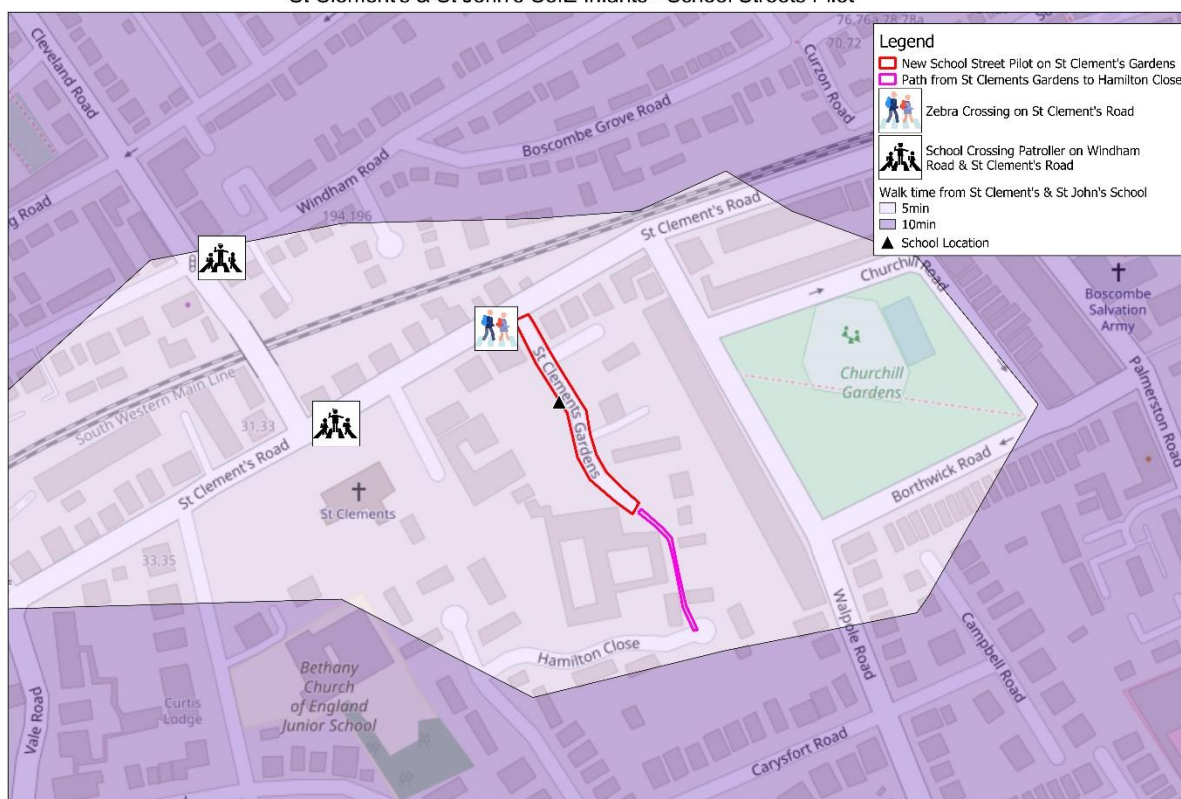 St Clement's & St John's CofE Infants - School Streets Pilot
Cleveland Road
76,76a 78,78a
70,72
Curzon Road
Legend
New School Street Pilot on St Clement's Gardens
Path from St Clements Gardens to Hamilton Close
Zebra Crossing on St Clement's Road
School Crossing Patroller on Windham
Road & St Clement's Road
Walk time from St Clement's & St John's School
5min
10min
School Location
Boscombe Grove Road
Windham Road
194,196
St Clement's Road
Churchill Road
Boscombe
Salvation
Army
St Clements Gardens
Churchill
Gardens
Palmerston Road
South Western Main Line
31,33
St Clement's Road
St Clements
Borthwick Road
33,35
Walpole Road
Campbell Road
Hamilton Close
Bethany
Church
of England
Junior School
Curtis
Lodge
Vale Road
Carysfort Road